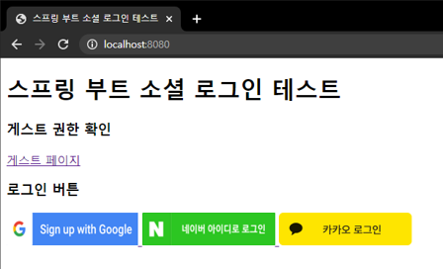 스프링 부트 소셜 로그인 테스트
localhost:8080
스프링 부트 소셜 로그인 테스트
게스트 권한 확인
게스트 페이지
로그인 버튼
Sign up with Google 네이버 아이디로 로그인 카카오 로그인